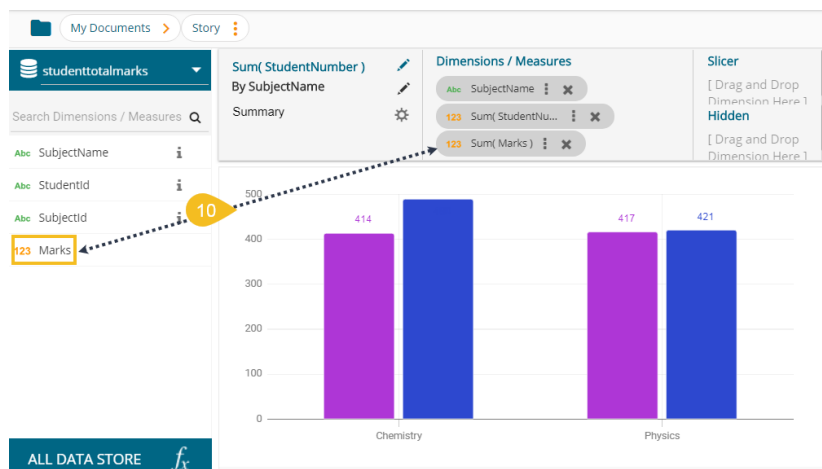 My Documents > Story
studenttotalmarks
Search Dimensions / Measures
Abc SubjectName i
Abc StudentId i
Abc SubjectId i
123 Marks
ALL DATA STORE fx
Sum( StudentNumber )
By SubjectName
Summary
Dimensions / Measures
Abc SubjectName
123 Sum( StudentNu...
123 Sum( Marks )
Slicer
[ Drag and Drop
Dimension Here ]
Hidden
[ Drag and Drop
Dimension Here ]
10
500
400
300
200
100
0
414
417
421
Chemistry
Physics